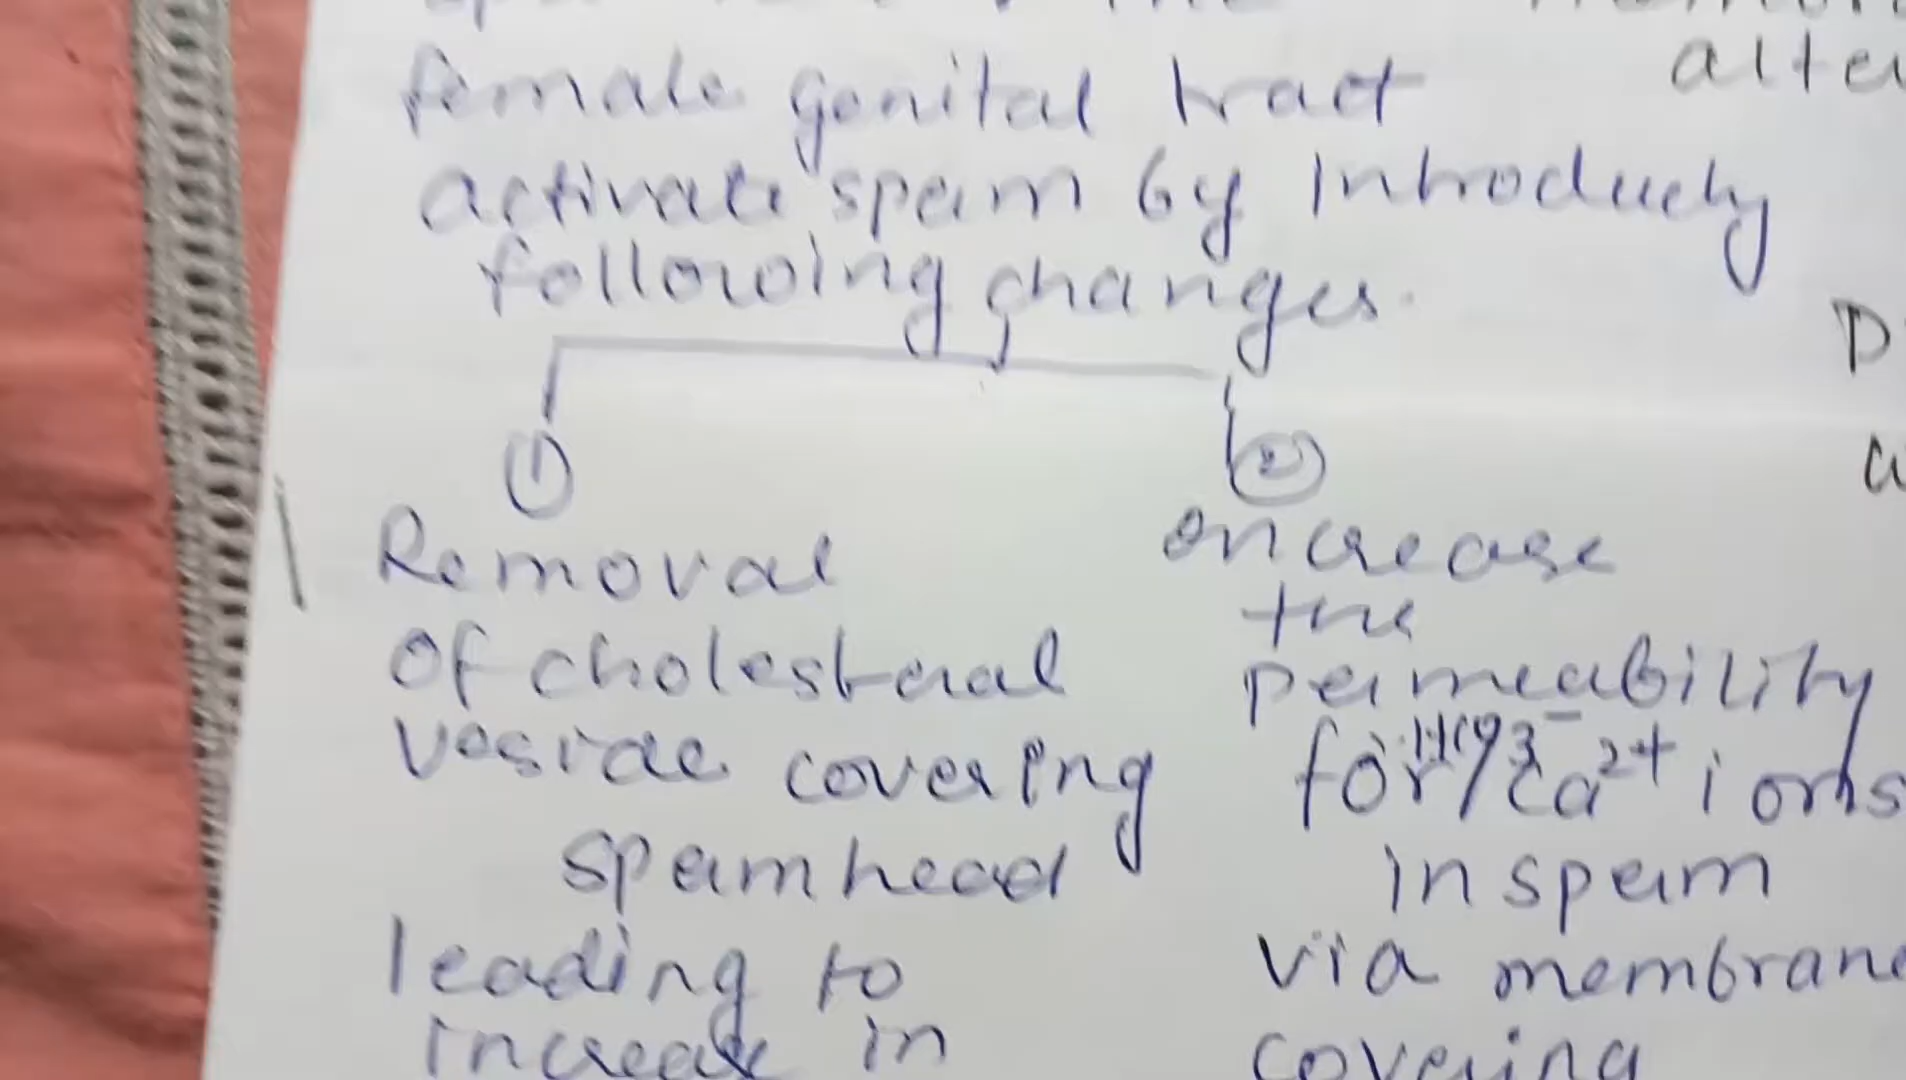 female genital tract
activate sperm by introducing
following changes.
1
2
Removal
of cholesteral
vesicle covering
spermhead
leading to
increase in
increase
the
permeability
for HCO3⁻/Ca²⁺ ions
in sperm
via membrane
covering
alte